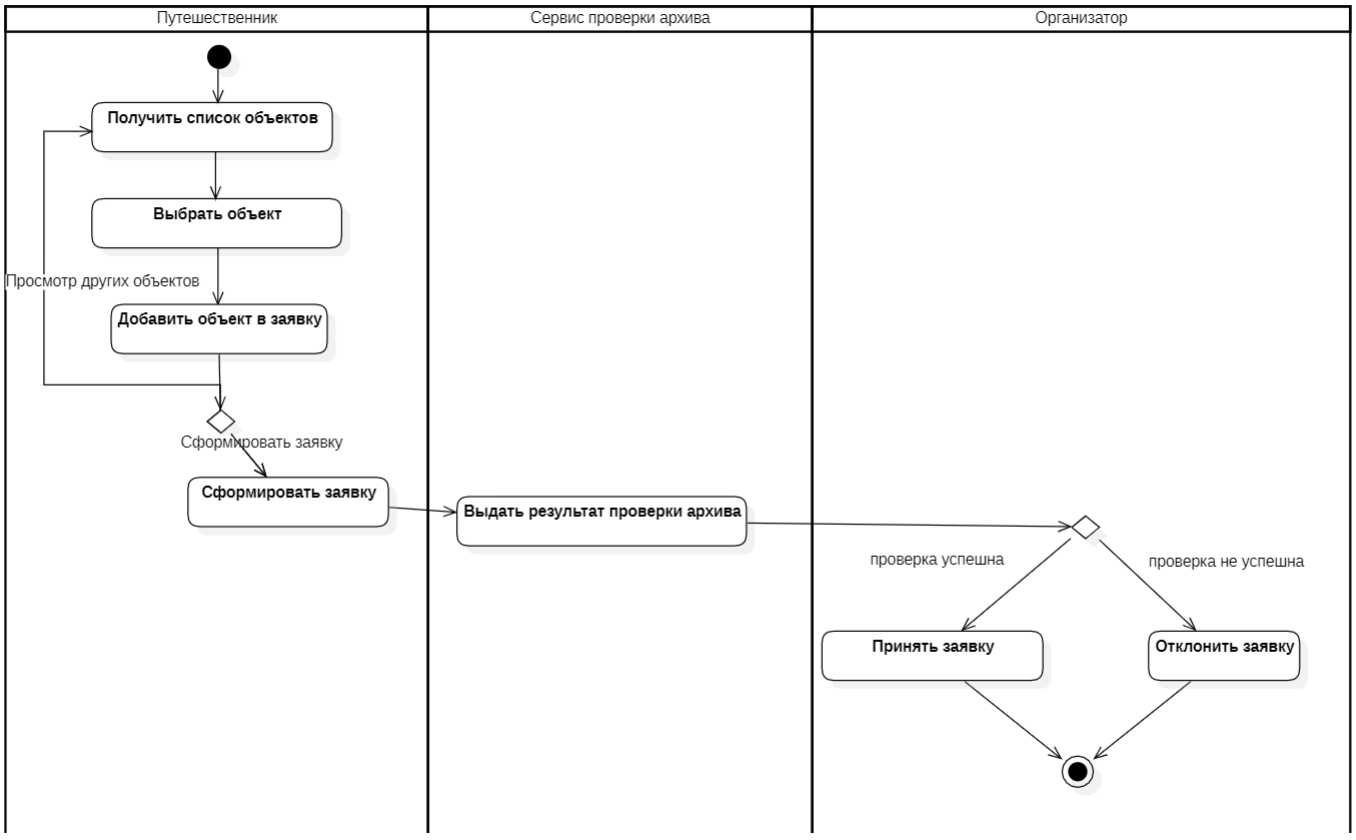 Путешественник
Сервис проверки архива
Организатор
Получить список объектов
Выбрать объект
Просмотр других объектов
Добавить объект в заявку
Сформировать заявку
Сформировать заявку
Выдать результат проверки архива
проверка успешна
проверка не успешна
Принять заявку
Отклонить заявку